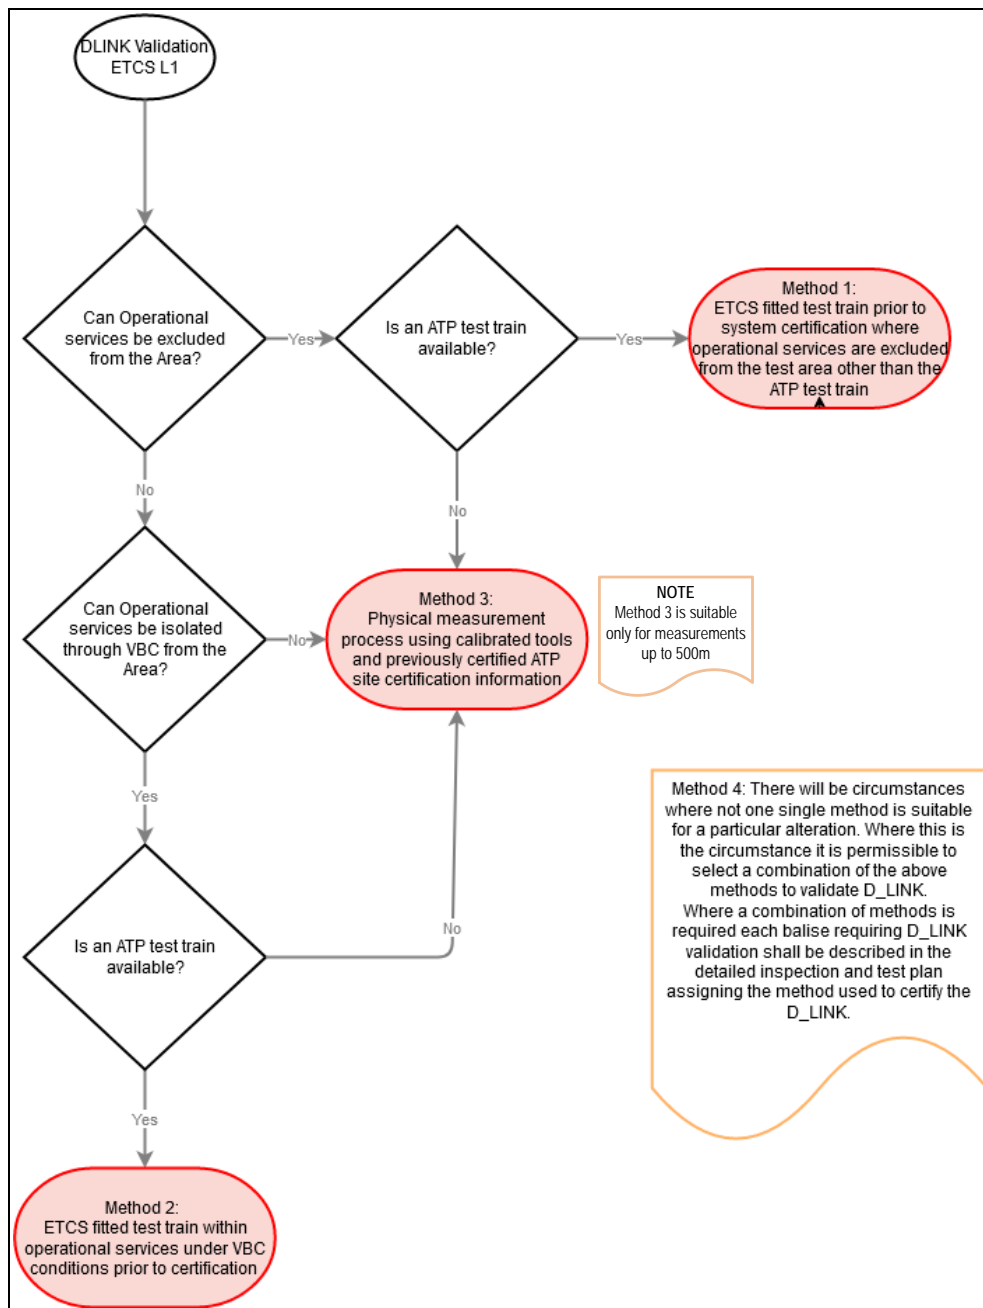 DLINK Validation
ETCS L1
Can Operational
services be excluded
from the Area?
Yes
Is an ATP test train
available?
Yes
Method 1:
ETCS fitted test train prior to
system certification where
operational services are excluded
from the test area other than the
ATP test train
No
No
Can Operational
services be isolated
through VBC from the
Area?
No
Method 3:
Physical measurement
process using calibrated tools
and previously certified ATP
site certification information
NOTE
Method 3 is suitable
only for measurements
up to 500m
Yes
Is an ATP test train
available?
No
Method 4: There will be circumstances
where not one single method is suitable
for a particular alteration. Where this is
the circumstance it is permissible to
select a combination of the above
methods to validate D_LINK.
Where a combination of methods is
required each balise requiring D_LINK
validation shall be described in the
detailed inspection and test plan
assigning the method used to certify the
D_LINK.
Yes
Method 2:
ETCS fitted test train within
operational services under VBC
conditions prior to certification